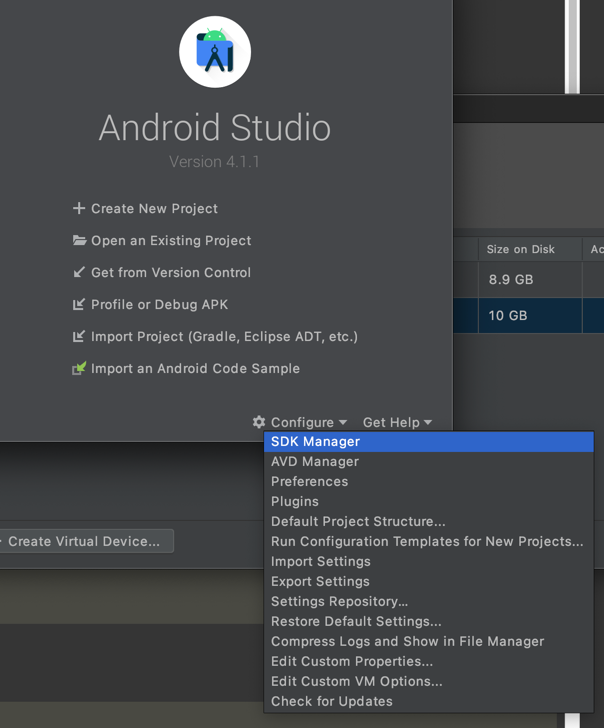 Android Studio
Version 4.1.1
Create New Project
Open an Existing Project
Get from Version Control
Profile or Debug APK
Import Project (Gradle, Eclipse ADT, etc.)
Import an Android Code Sample
Configure
Get Help
SDK Manager
AVD Manager
Preferences
Plugins
Default Project Structure...
Run Configuration Templates for New Projects...
Import Settings
Export Settings
Settings Repository...
Restore Default Settings...
Compress Logs and Show in File Manager
Edit Custom Properties...
Edit Custom VM Options...
Check for Updates
Size on Disk
Ac
8.9 GB
10 GB
Create Virtual Device...